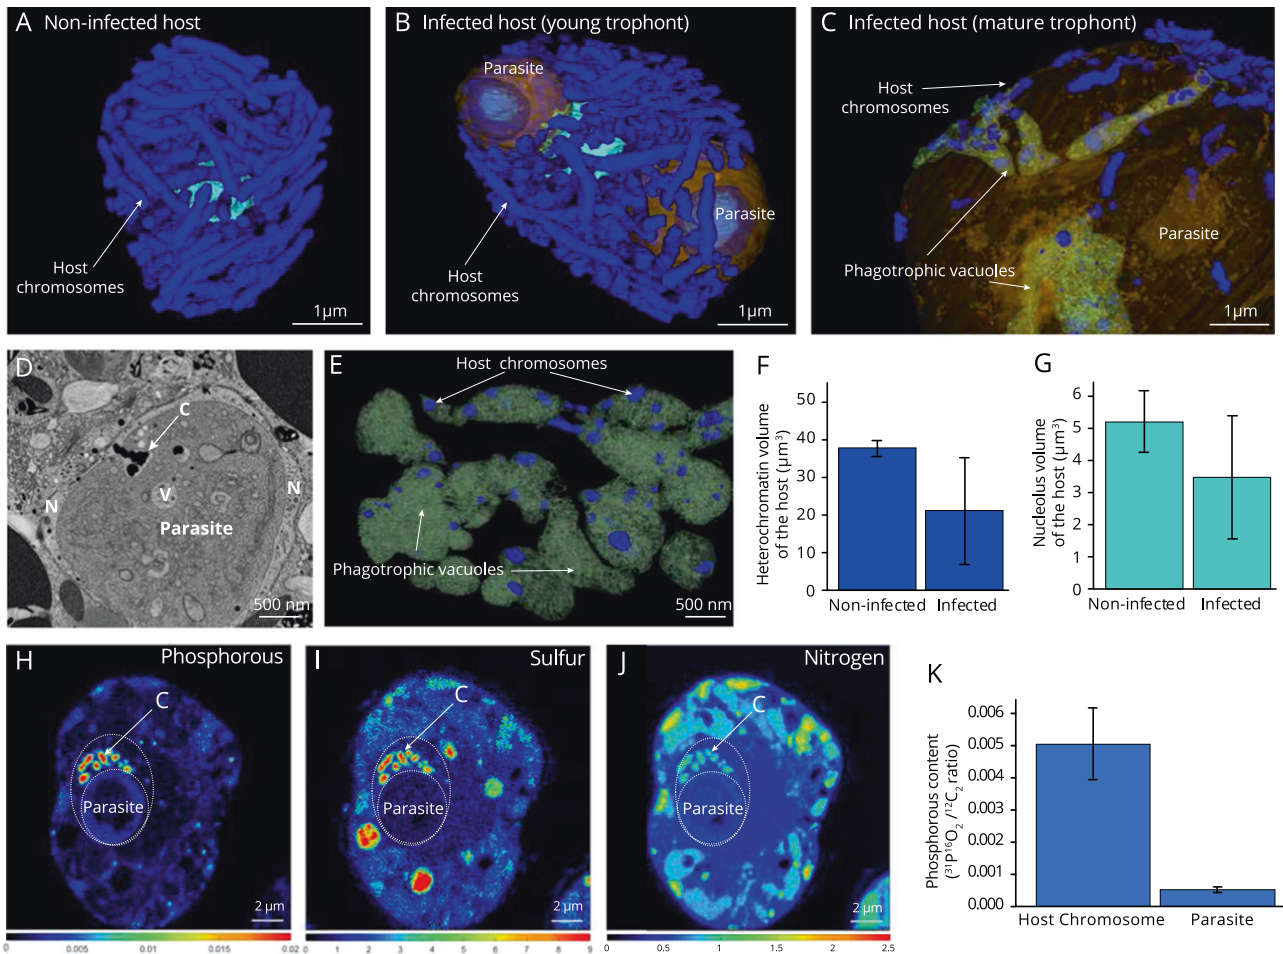 A Non-infected host
Host
chromosomes
1µm
B Infected host (young trophont)
Parasite
Parasite
Host
chromosomes
1µm
C Infected host (mature trophont)
Host
chromosomes
Parasite
Phagotrophic vacuoles
1µm
D
C
N
V
N
Parasite
500 nm
E
Host chromosomes
Phagotrophic vacuoles
500 nm
F
Heterochromatin volume
of the host (µm³)
50
40
30
20
10
0
Non-infected Infected
G
Nucleolus volume
of the host (µm³)
6
5
4
3
2
1
0
Non-infected Infected
H Phosphorous
C
Parasite
2 µm
0 0.005 0.01 0.015 0.02
I Sulfur
C
Parasite
2 µm
0 1 2 3 4 5 6 7 8 9
J Nitrogen
C
Parasite
2 µm
0 0.5 1 1.5 2 2.5
K
Phosphorous content
(³¹P¹⁶O₂ /¹²C₂ ratio)
0.006
0.005
0.004
0.003
0.002
0.001
0.000
Host Chromosome Parasite